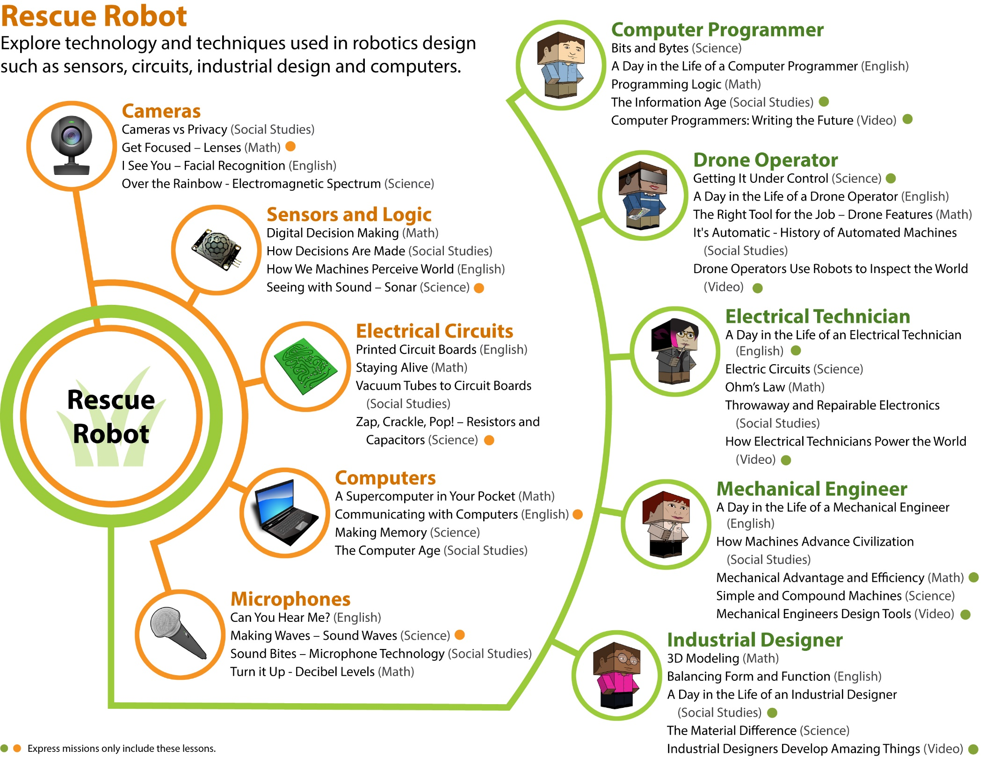 Rescue Robot
Explore technology and techniques used in robotics design
such as sensors, circuits, industrial design and computers.
Cameras
Cameras vs Privacy (Social Studies)
Get Focused – Lenses (Math)
I See You – Facial Recognition (English)
Over the Rainbow - Electromagnetic Spectrum (Science)
Sensors and Logic
Digital Decision Making (Math)
How Decisions Are Made (Social Studies)
How We Machines Perceive World (English)
Seeing with Sound – Sonar (Science)
Electrical Circuits
Printed Circuit Boards (English)
Staying Alive (Math)
Vacuum Tubes to Circuit Boards
(Social Studies)
Zap, Crackle, Pop! – Resistors and
Capacitors (Science)
Rescue
Robot
Computers
A Supercomputer in Your Pocket (Math)
Communicating with Computers (English)
Making Memory (Science)
The Computer Age (Social Studies)
Microphones
Can You Hear Me? (English)
Making Waves – Sound Waves (Science)
Sound Bites – Microphone Technology (Social Studies)
Turn it Up - Decibel Levels (Math)
Computer Programmer
Bits and Bytes (Science)
A Day in the Life of a Computer Programmer (English)
Programming Logic (Math)
The Information Age (Social Studies)
Computer Programmers: Writing the Future (Video)
Drone Operator
Getting It Under Control (Science)
A Day in the Life of a Drone Operator (English)
The Right Tool for the Job – Drone Features (Math)
It's Automatic - History of Automated Machines
(Social Studies)
Drone Operators Use Robots to Inspect the World
(Video)
Electrical Technician
A Day in the Life of an Electrical Technician
(English)
Electric Circuits (Science)
Ohm’s Law (Math)
Throwaway and Repairable Electronics
(Social Studies)
How Electrical Technicians Power the World
(Video)
Mechanical Engineer
A Day in the Life of a Mechanical Engineer
(English)
How Machines Advance Civilization
(Social Studies)
Mechanical Advantage and Efficiency (Math)
Simple and Compound Machines (Science)
Mechanical Engineers Design Tools (Video)
Industrial Designer
3D Modeling (Math)
Balancing Form and Function (English)
A Day in the Life of an Industrial Designer
(Social Studies)
The Material Difference (Science)
Industrial Designers Develop Amazing Things (Video)
Express missions only include these lessons.